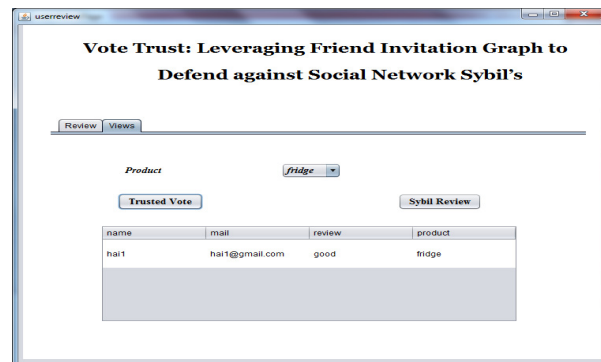 userreview
Vote Trust: Leveraging Friend Invitation Graph to
Defend against Social Network Sybil's
Review Views
Product fridge
Trusted Vote Sybil Review
name mail review product
hai1 hai1@gmail.com good fridge